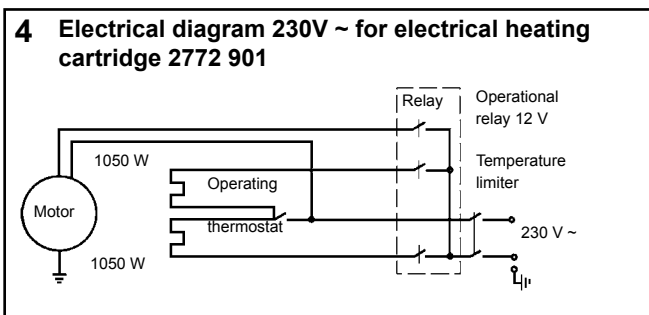 4 Electrical diagram 230V ~ for electrical heating
cartridge 2772 901
Relay
Operational
relay 12 V
1050 W
Temperature
limiter
Operating
thermostat
Motor
230 V ~
1050 W